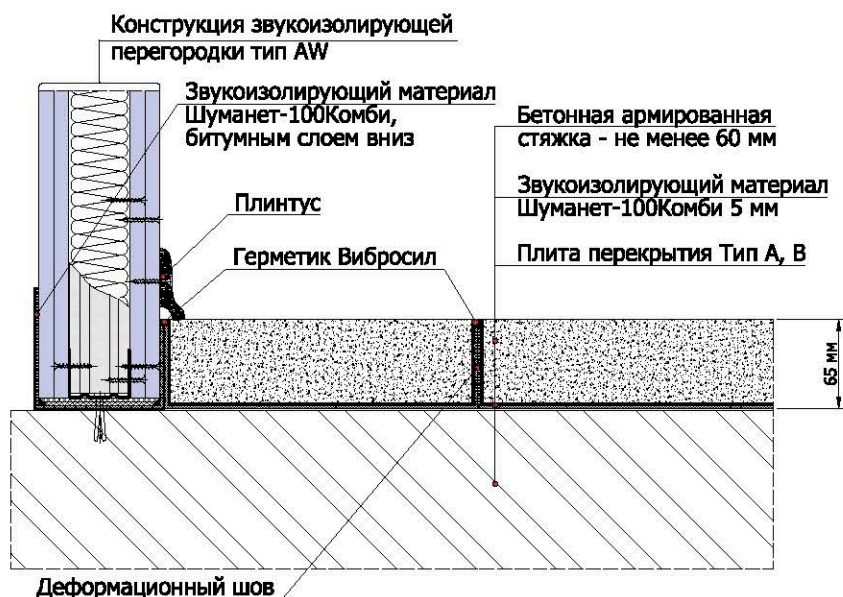 Конструкция звукоизолирующей
перегородки тип AW
Звукоизолирующий материал
Шуманет-100Комби,
битумным слоем вниз
Плинтус
Герметик Вибросил
Бетонная армированная
стяжка - не менее 60 мм
Звукоизолирующий материал
Шуманет-100Комби 5 мм
Плита перекрытия Тип А, В
65 мм
Деформационный шов